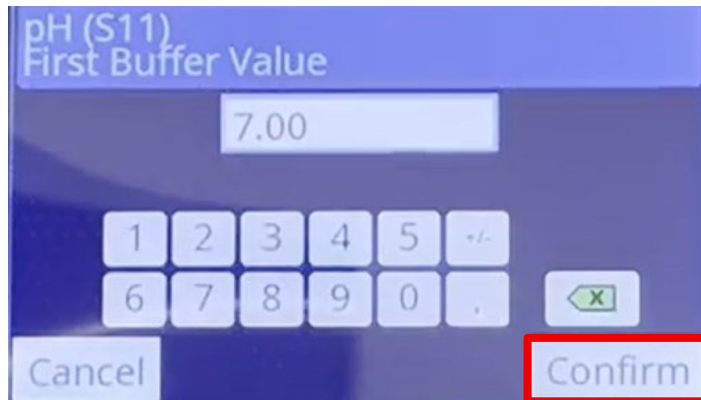 pH (S11)
First Buffer Value
7.00
1 2 3 4 5 +/-
6 7 8 9 0 ,
X
Cancel Confirm